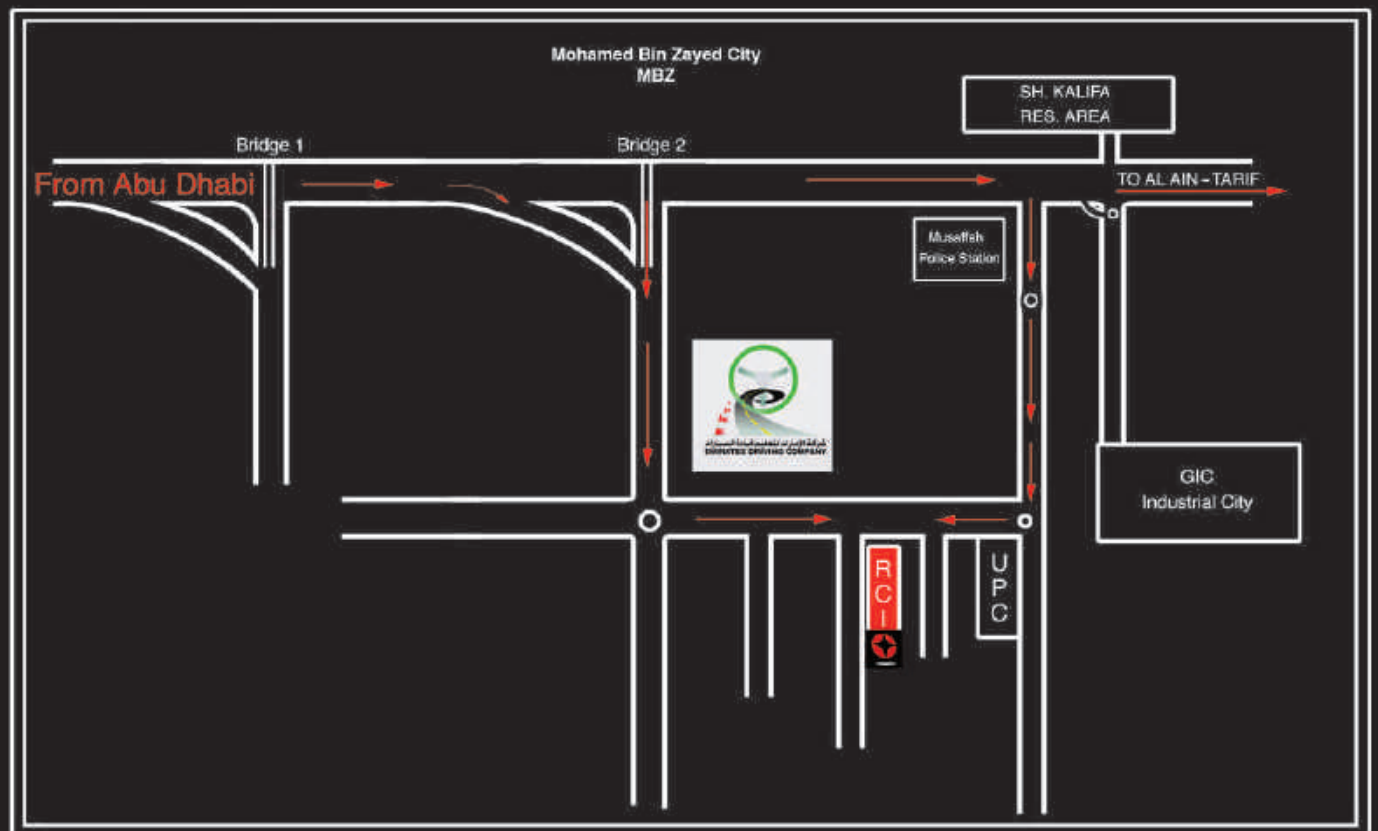 Mohamed Bin Zayed City
MBZ
SH. KALIFA
RES. AREA
Bridge 1
Bridge 2
From Abu Dhabi
TO AL AIN - TARIF
Musaffah
Police Station
EMIRATES DRIVING COMPANY
GIC
Industrial City
RCI
UPC